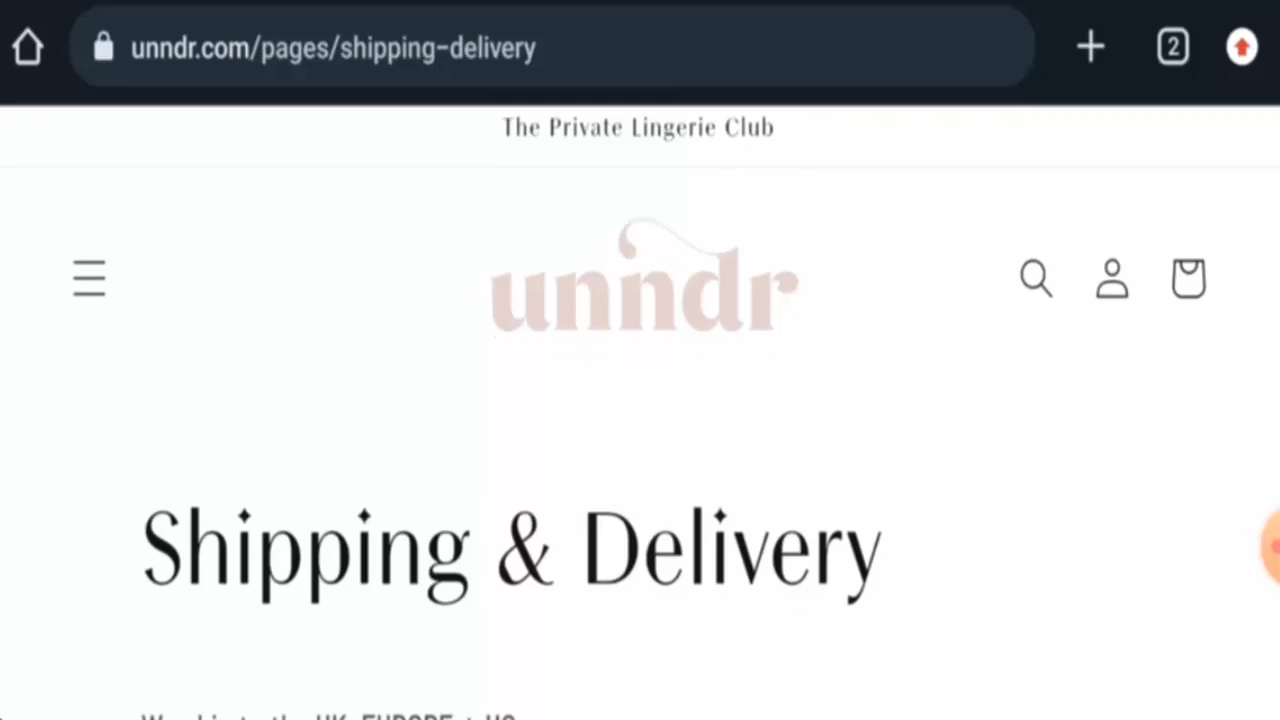 unndr.com/pages/shipping-delivery
2
The Private Lingerie Club
unndr
Shipping & Delivery